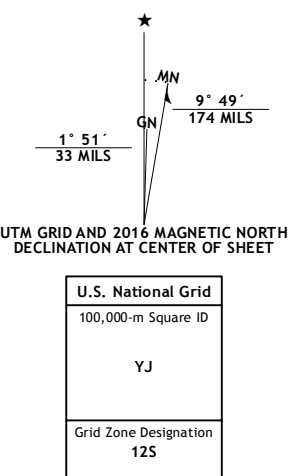 ★
MN
9° 49´
174 MILS
GN
1° 51´
33 MILS
UTM GRID AND 2016 MAGNETIC NORTH
DECLINATION AT CENTER OF SHEET
U.S. National Grid
100,000-m Square ID
YJ
Grid Zone Designation
12S